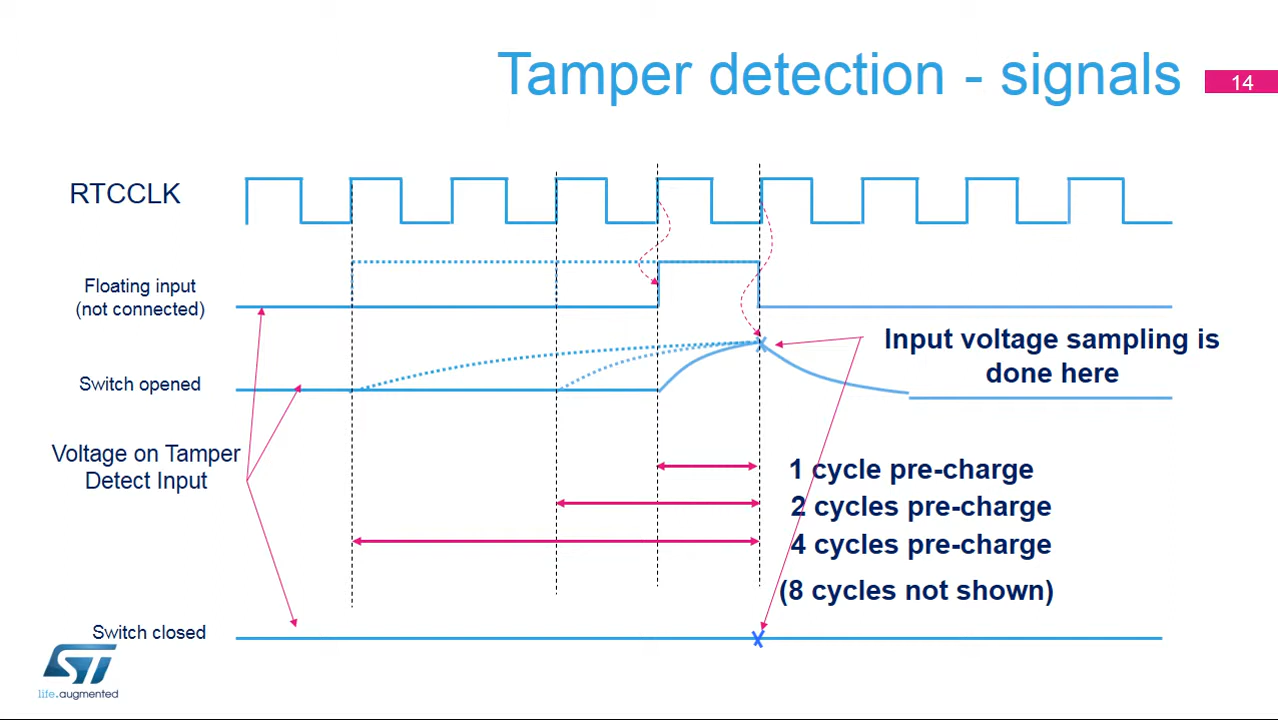 Tamper detection - signals
14
RTCCLK
Floating input
(not connected)
Input voltage sampling is
done here
Switch opened
Voltage on Tamper
Detect Input
1 cycle pre-charge
2 cycles pre-charge
4 cycles pre-charge
(8 cycles not shown)
Switch closed
ST
life.augmented